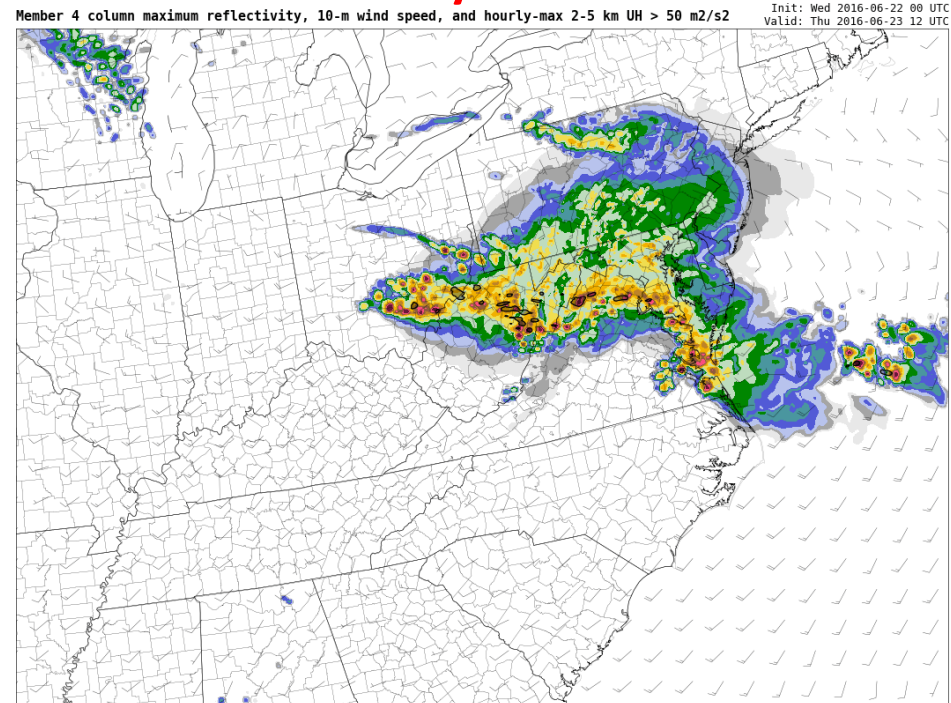 Member 4 column maximum reflectivity, 10-m wind speed, and hourly-max 2-5 km UH > 50 m2/s2
Init: Wed 2016-06-22 00 UTC
Valid: Thu 2016-06-23 12 UTC